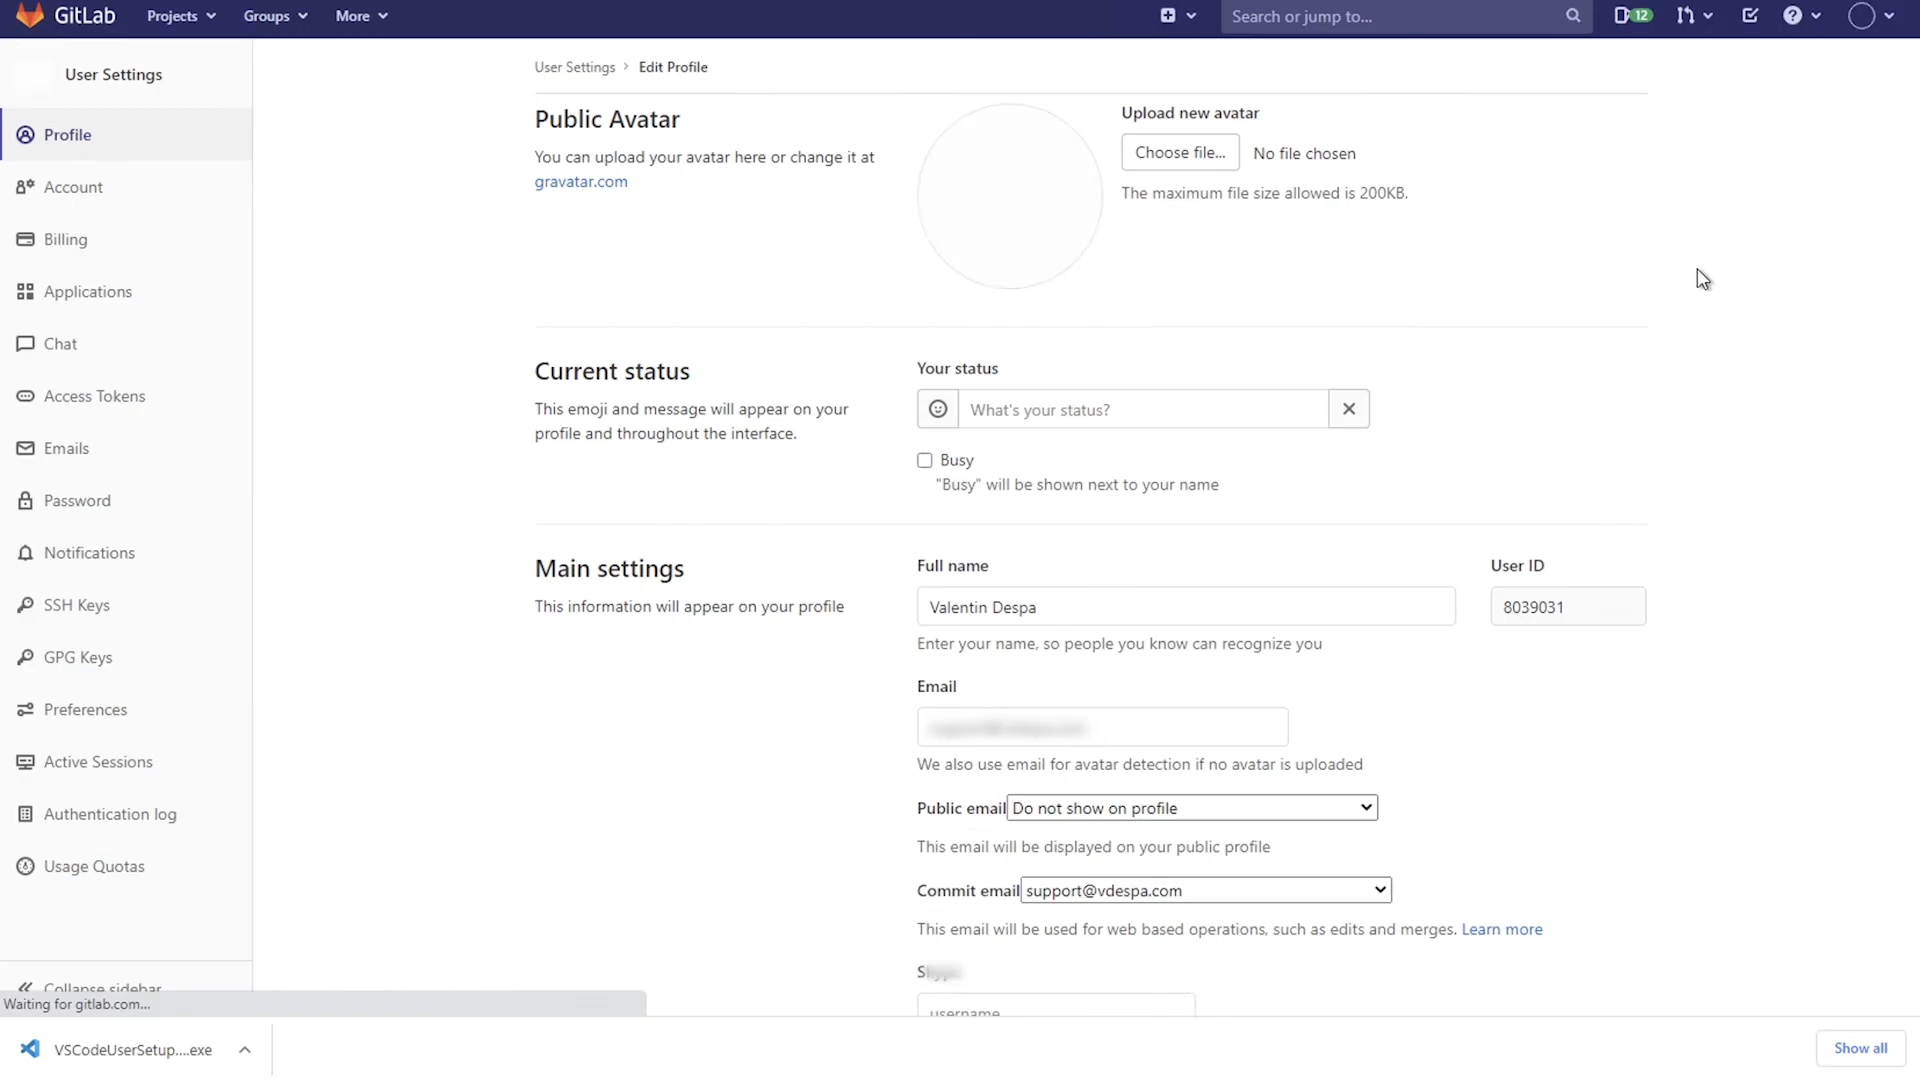 GitLab
Projects
Groups
More
Search or jump to...
12
User Settings
Profile
Account
Billing
Applications
Chat
Access Tokens
Emails
Password
Notifications
SSH Keys
GPG Keys
Preferences
Active Sessions
Authentication log
Usage Quotas
Collapse sidebar
Waiting for gitlab.com...
User Settings > Edit Profile
Public Avatar
You can upload your avatar here or change it at
gravatar.com
Upload new avatar
Choose file... No file chosen
The maximum file size allowed is 200KB.
Current status
This emoji and message will appear on your
profile and throughout the interface.
Your status
What's your status?
Busy
"Busy" will be shown next to your name
Main settings
This information will appear on your profile
Full name
Valentin Despa
Enter your name, so people you know can recognize you
User ID
8039031
Email
We also use email for avatar detection if no avatar is uploaded
Public email Do not show on profile
This email will be displayed on your public profile
Commit email support@vdespa.com
This email will be used for web based operations, such as edits and merges. Learn more
username
VSCodeUserSetup....exe
Show all